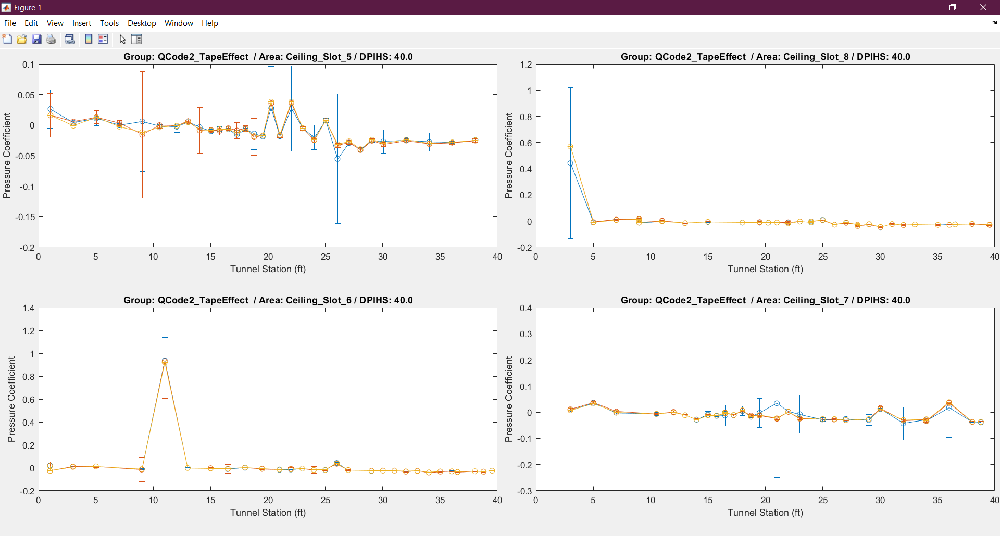 Figure 1
File Edit View Insert Tools Desktop Window Help
Group: QCode2_TapeEffect / Area: Ceiling_Slot_5 / DPIHS: 40.0
0.1
0.05
0
-0.05
-0.1
-0.15
-0.2
Pressure Coefficient
0 5 10 15 20 25 30 35 40
Tunnel Station (ft)
Group: QCode2_TapeEffect / Area: Ceiling_Slot_8 / DPIHS: 40.0
1.2
1
0.8
0.6
0.4
0.2
0
-0.2
Pressure Coefficient
0 5 10 15 20 25 30 35 40
Tunnel Station (ft)
Group: QCode2_TapeEffect / Area: Ceiling_Slot_6 / DPIHS: 40.0
1.4
1.2
1
0.8
0.6
0.4
0.2
0
-0.2
Pressure Coefficient
0 5 10 15 20 25 30 35 40
Tunnel Station (ft)
Group: QCode2_TapeEffect / Area: Ceiling_Slot_7 / DPIHS: 40.0
0.4
0.3
0.2
0.1
0
-0.1
-0.2
-0.3
Pressure Coefficient
0 5 10 15 20 25 30 35 40
Tunnel Station (ft)